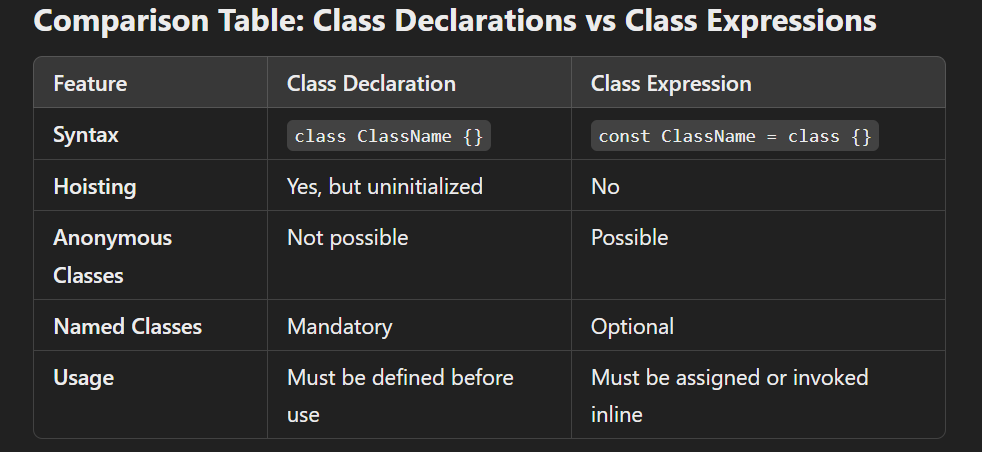 Comparison Table: Class Declarations vs Class Expressions
Feature Class Declaration Class Expression
Syntax class ClassName {} const ClassName = class {}
Hoisting Yes, but uninitialized No
Anonymous Not possible Possible
Classes
Named Classes Mandatory Optional
Usage Must be defined before Must be assigned or invoked
use inline